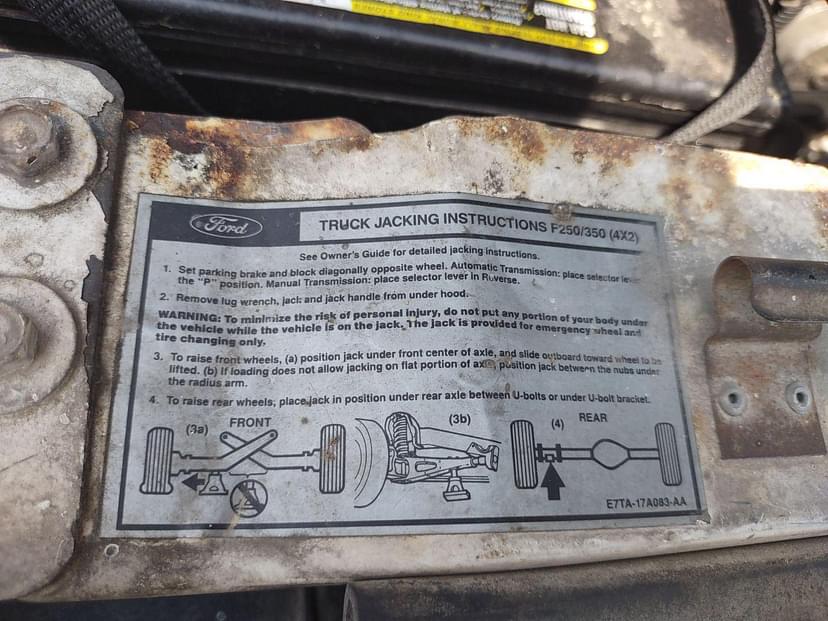 Ford
TRUCK JACKING INSTRUCTIONS F250/350 (4X2)
See Owner's Guide for detailed jacking instructions.
1. Set parking brake and block diagonally opposite wheel. Automatic Transmission: place selector
the "P" position. Manual Transmission: place selector lever in Reverse.
2. Remove lug wrench, jack and jack handle from under hood.
WARNING: To minimize the risk of personal injury, do not put any portion of your body under
the vehicle while the vehicle is on the jack. The jack is provided for emergency wheel and
tire changing only.
3. To raise front wheels, (a) position jack under front center of axle, and slide outboard toward wheel to be
lifted. (b) If loading does not allow jacking on flat portion of axle, position jack between the nubs under
the radius arm.
4. To raise rear wheels, place jack in position under rear axle between U-bolts or under U-bolt bracket.
(3a) FRONT (3b) (4) REAR
E7TA-17A083-AA